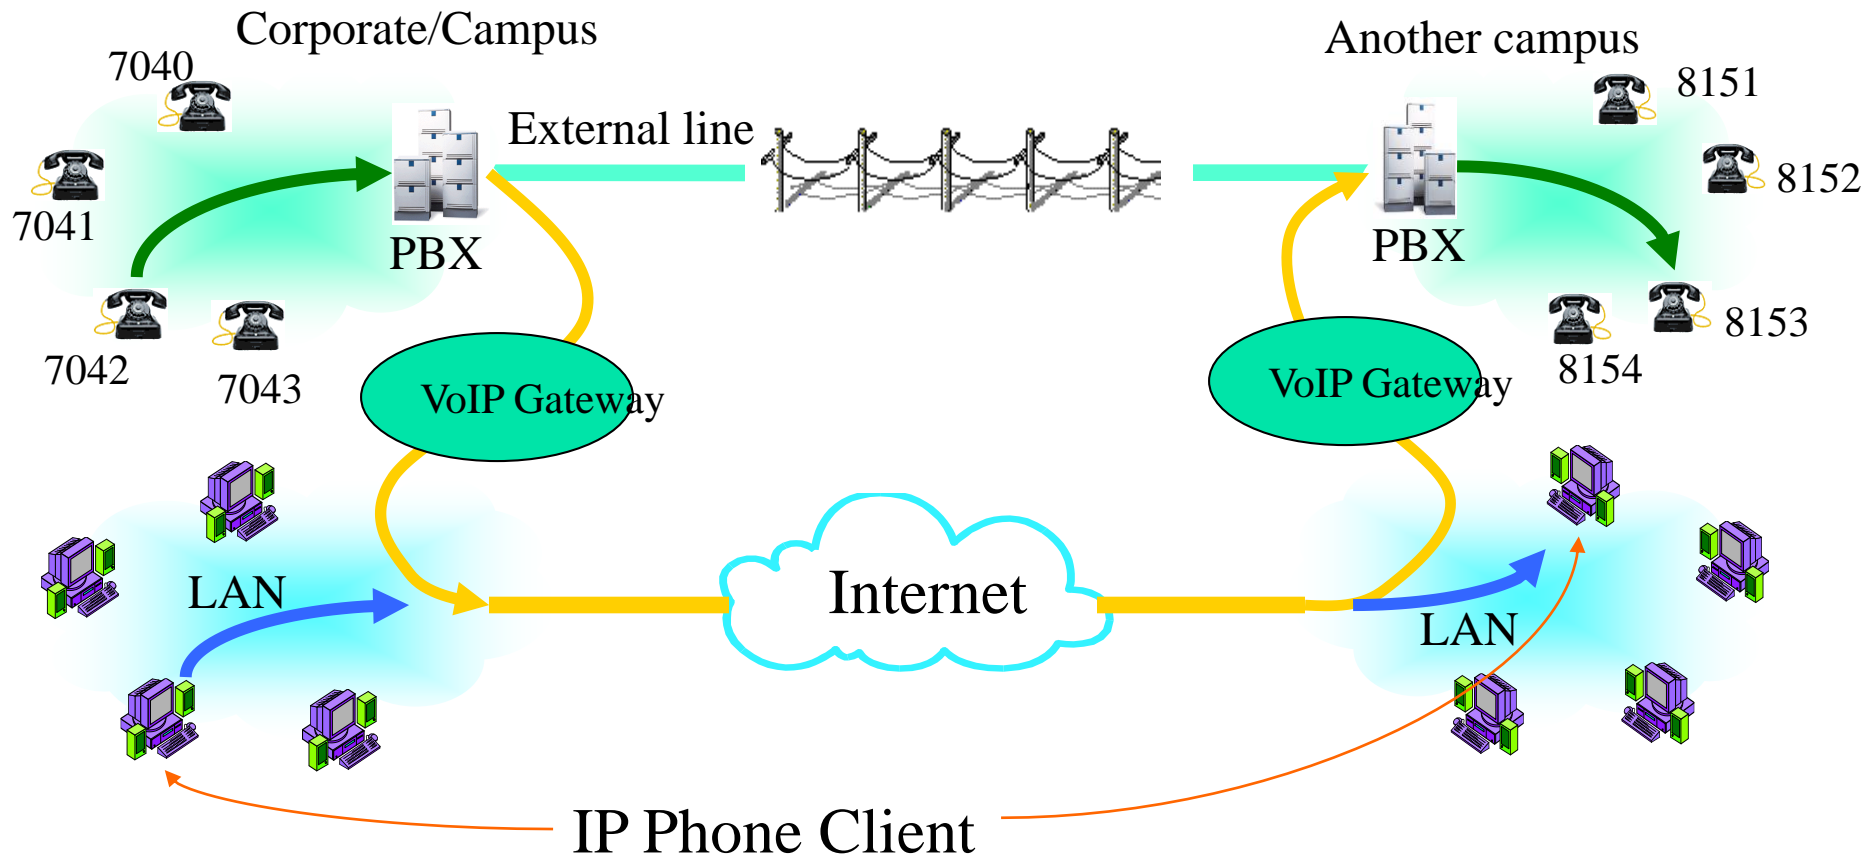 Corporate/Campus
Another campus
7040
8151
External line
8152
7041
PBX
PBX
8153
7042
7043
8154
VoIP Gateway
VoIP Gateway
LAN
Internet
LAN
IP Phone Client